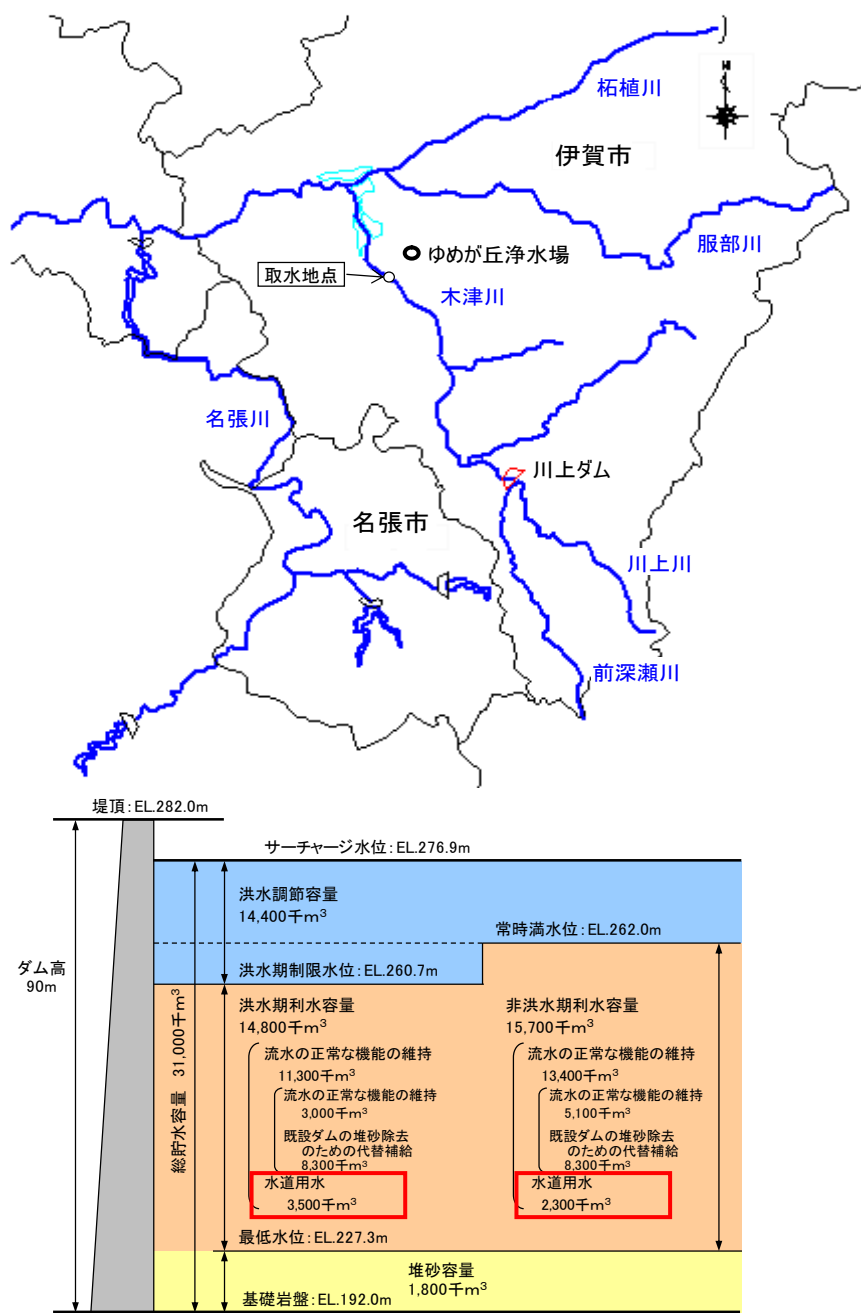 柘植川
N
伊賀市
服部川
ゆめが丘浄水場
取水地点
木津川
名張川
川上ダム
名張市
川上川
前深瀬川
堤頂：EL.282.0m
サーチャージ水位：EL.276.9m
洪水調節容量
14,400千m³
常時満水位：EL.262.0m
ダム高
90m
洪水期制限水位：EL.260.7m
総貯水容量 31,000千m³
洪水期利水容量
14,800千m³
流水の正常な機能の維持
11,300千m³
流水の正常な機能の維持
3,000千m³
既設ダムの堆砂除去
のための代替補給
8,300千m³
水道用水
3,500千m³
非洪水期利水容量
15,700千m³
流水の正常な機能の維持
13,400千m³
流水の正常な機能の維持
5,100千m³
既設ダムの堆砂除去
のための代替補給
8,300千m³
水道用水
2,300千m³
最低水位：EL.227.3m
堆砂容量
1,800千m³
基礎岩盤：EL.192.0m